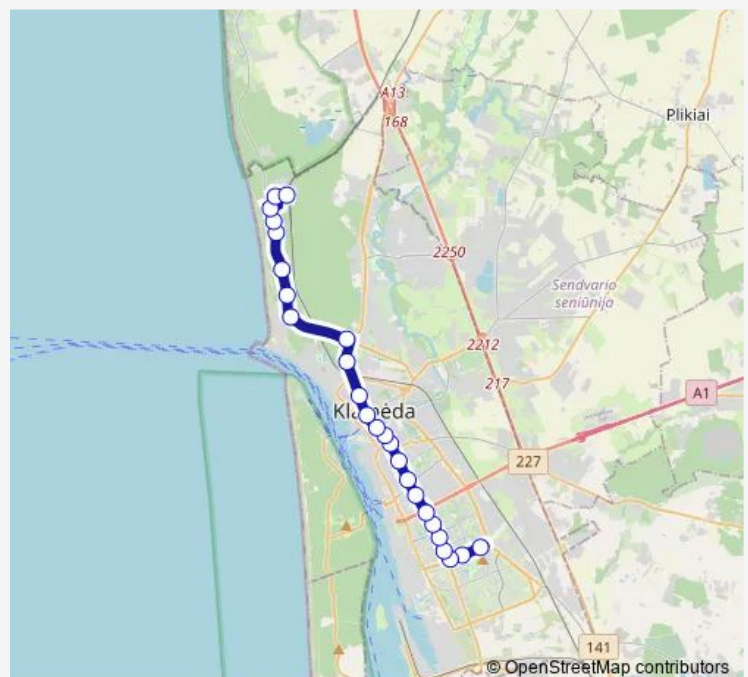 A13
168
Plikiai
2250
Sendvario
seniūnija
2212
217
A1
Klaipėda
227
141
© OpenStreetMap contributors